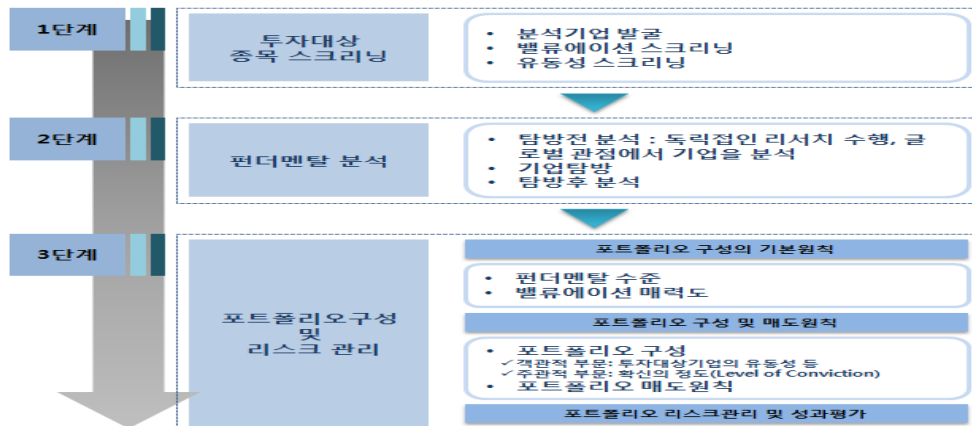 1단계
투자대상
종목 스크리닝
• 분석기업 발굴
• 밸류에이션 스크리닝
• 유동성 스크리닝
2단계
펀더멘탈 분석
• 탐방전 분석 : 독립접인 리서치 수행, 글
로벌 관점에서 기업을 분석
• 기업탐방
• 탐방후 분석
3단계
포트폴리오구성
및
리스크 관리
포트폴리오 구성의 기본원칙
• 펀더멘탈 수준
• 밸류에이션 매력도
포트폴리오 구성 및 매도원칙
• 포트폴리오 구성
✓객관적 부문: 투자대상기업의 유동성 등
✓주관적 부문: 확신의 정도(Level of Conviction)
• 포트폴리오 매도원칙
포트폴리오 리스크관리 및 성과평가